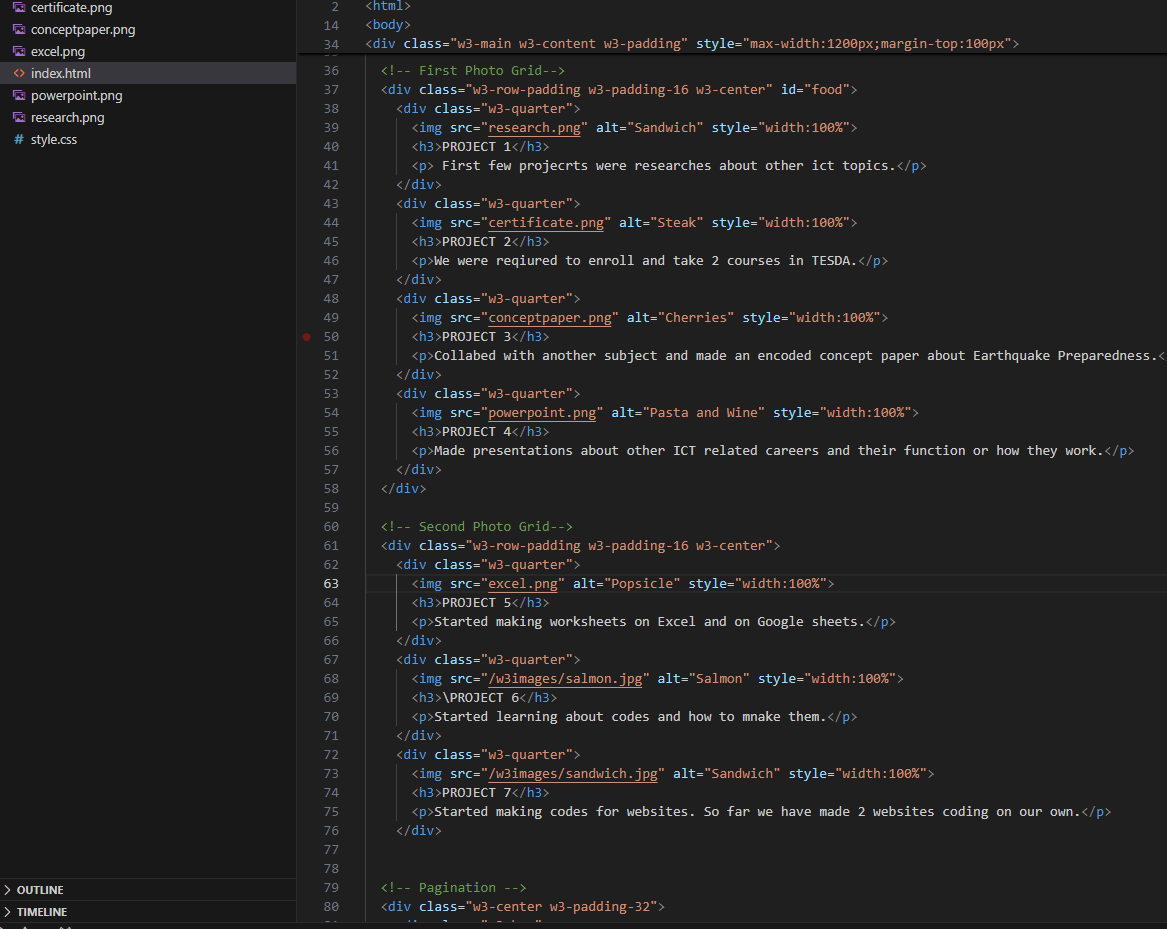 certificate.png
conceptpaper.png
excel.png
index.html
powerpoint.png
research.png
# style.css
OUTLINE
TIMELINE
2 <html>
14 <body>
34 <div class="w3-main w3-content w3-padding" style="max-width:1200px;margin-top:100px">
36 <!-- First Photo Grid-->
37 <div class="w3-row-padding w3-padding-16 w3-center" id="food">
38 <div class="w3-quarter">
39 <img src="research.png" alt="Sandwich" style="width:100%">
40 <h3>PROJECT 1</h3>
41 <p> First few projecrts were researches about other ict topics.</p>
42 </div>
43 <div class="w3-quarter">
44 <img src="certificate.png" alt="Steak" style="width:100%">
45 <h3>PROJECT 2</h3>
46 <p>We were reqiured to enroll and take 2 courses in TESDA.</p>
47 </div>
48 <div class="w3-quarter">
49 <img src="conceptpaper.png" alt="Cherries" style="width:100%">
50 <h3>PROJECT 3</h3>
51 <p>Collabed with another subject and made an encoded concept paper about Earthquake Preparedness.<
52 </div>
53 <div class="w3-quarter">
54 <img src="powerpoint.png" alt="Pasta and Wine" style="width:100%">
55 <h3>PROJECT 4</h3>
56 <p>Made presentations about other ICT related careers and their function or how they work.</p>
57 </div>
58 </div>
59
60 <!-- Second Photo Grid-->
61 <div class="w3-row-padding w3-padding-16 w3-center">
62 <div class="w3-quarter">
63 <img src="excel.png" alt="Popsicle" style="width:100%">
64 <h3>PROJECT 5</h3>
65 <p>Started making worksheets on Excel and on Google sheets.</p>
66 </div>
67 <div class="w3-quarter">
68 <img src="/w3images/salmon.jpg" alt="Salmon" style="width:100%">
69 <h3>\PROJECT 6</h3>
70 <p>Started learning about codes and how to mnake them.</p>
71 </div>
72 <div class="w3-quarter">
73 <img src="/w3images/sandwich.jpg" alt="Sandwich" style="width:100%">
74 <h3>PROJECT 7</h3>
75 <p>Started making codes for websites. So far we have made 2 websites coding on our own.</p>
76 </div>
77
78
79 <!-- Pagination -->
80 <div class="w3-center w3-padding-32">